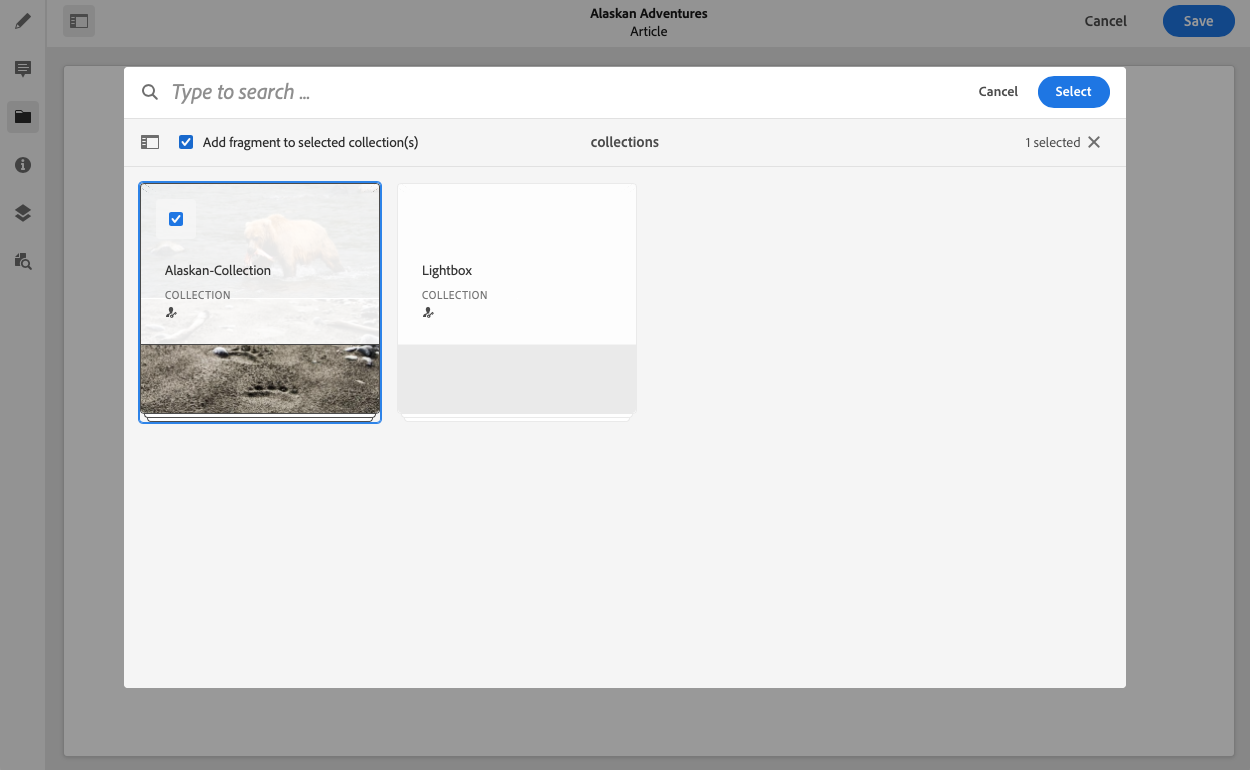 Alaskan Adventures
Article
Cancel
Save
Type to search ...
Cancel
Select
Add fragment to selected collection(s)
collections
1 selected
Alaskan-Collection
COLLECTION
Lightbox
COLLECTION